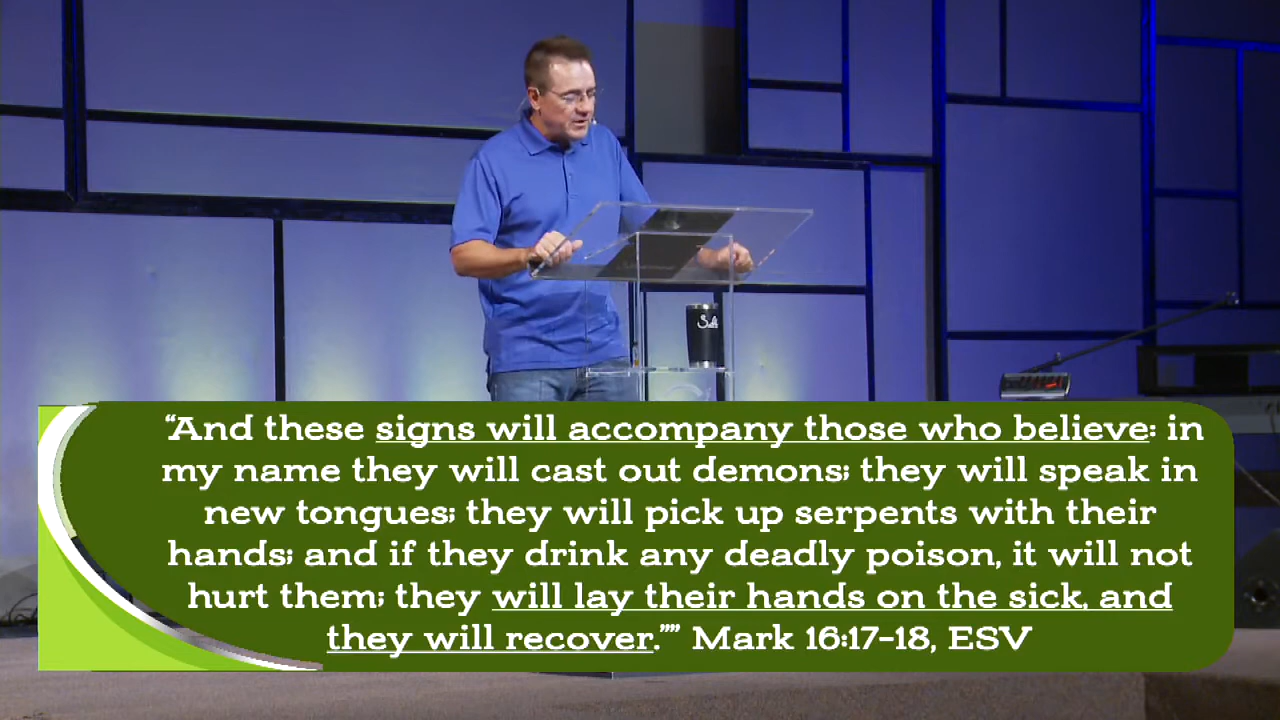 “And these signs will accompany those who believe: in
my name they will cast out demons; they will speak in
new tongues; they will pick up serpents with their
hands; and if they drink any deadly poison, it will not
hurt them; they will lay their hands on the sick, and
they will recover.”” Mark 16:17-18, ESV